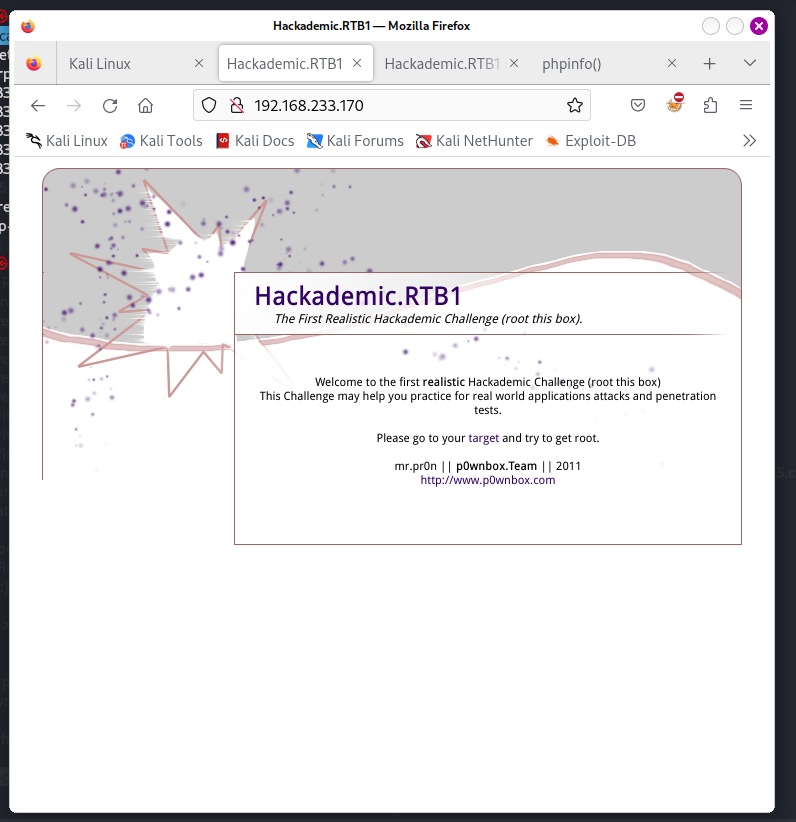 Hackademic.RTB1 — Mozilla Firefox
Kali Linux
Hackademic.RTB1
Hackademic.RTB1
phpinfo()
192.168.233.170
Kali Linux
Kali Tools
Kali Docs
Kali Forums
Kali NetHunter
Exploit-DB
Hackademic.RTB1
The First Realistic Hackademic Challenge (root this box).
Welcome to the first realistic Hackademic Challenge (root this box)
This Challenge may help you practice for real world applications attacks and penetration
tests.
Please go to your target and try to get root.
mr.pr0n || p0wnbox.Team || 2011
http://www.p0wnbox.com